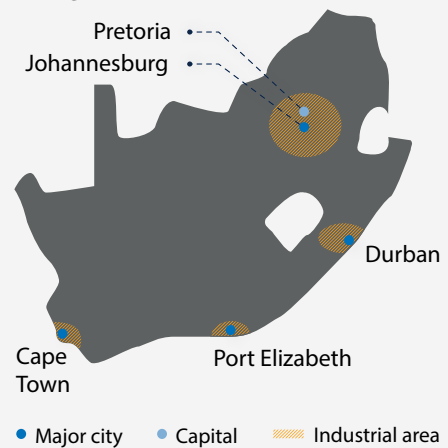 Pretoria
Johannesburg
Durban
Cape
Town
Port Elizabeth
Major city
Capital
Industrial area